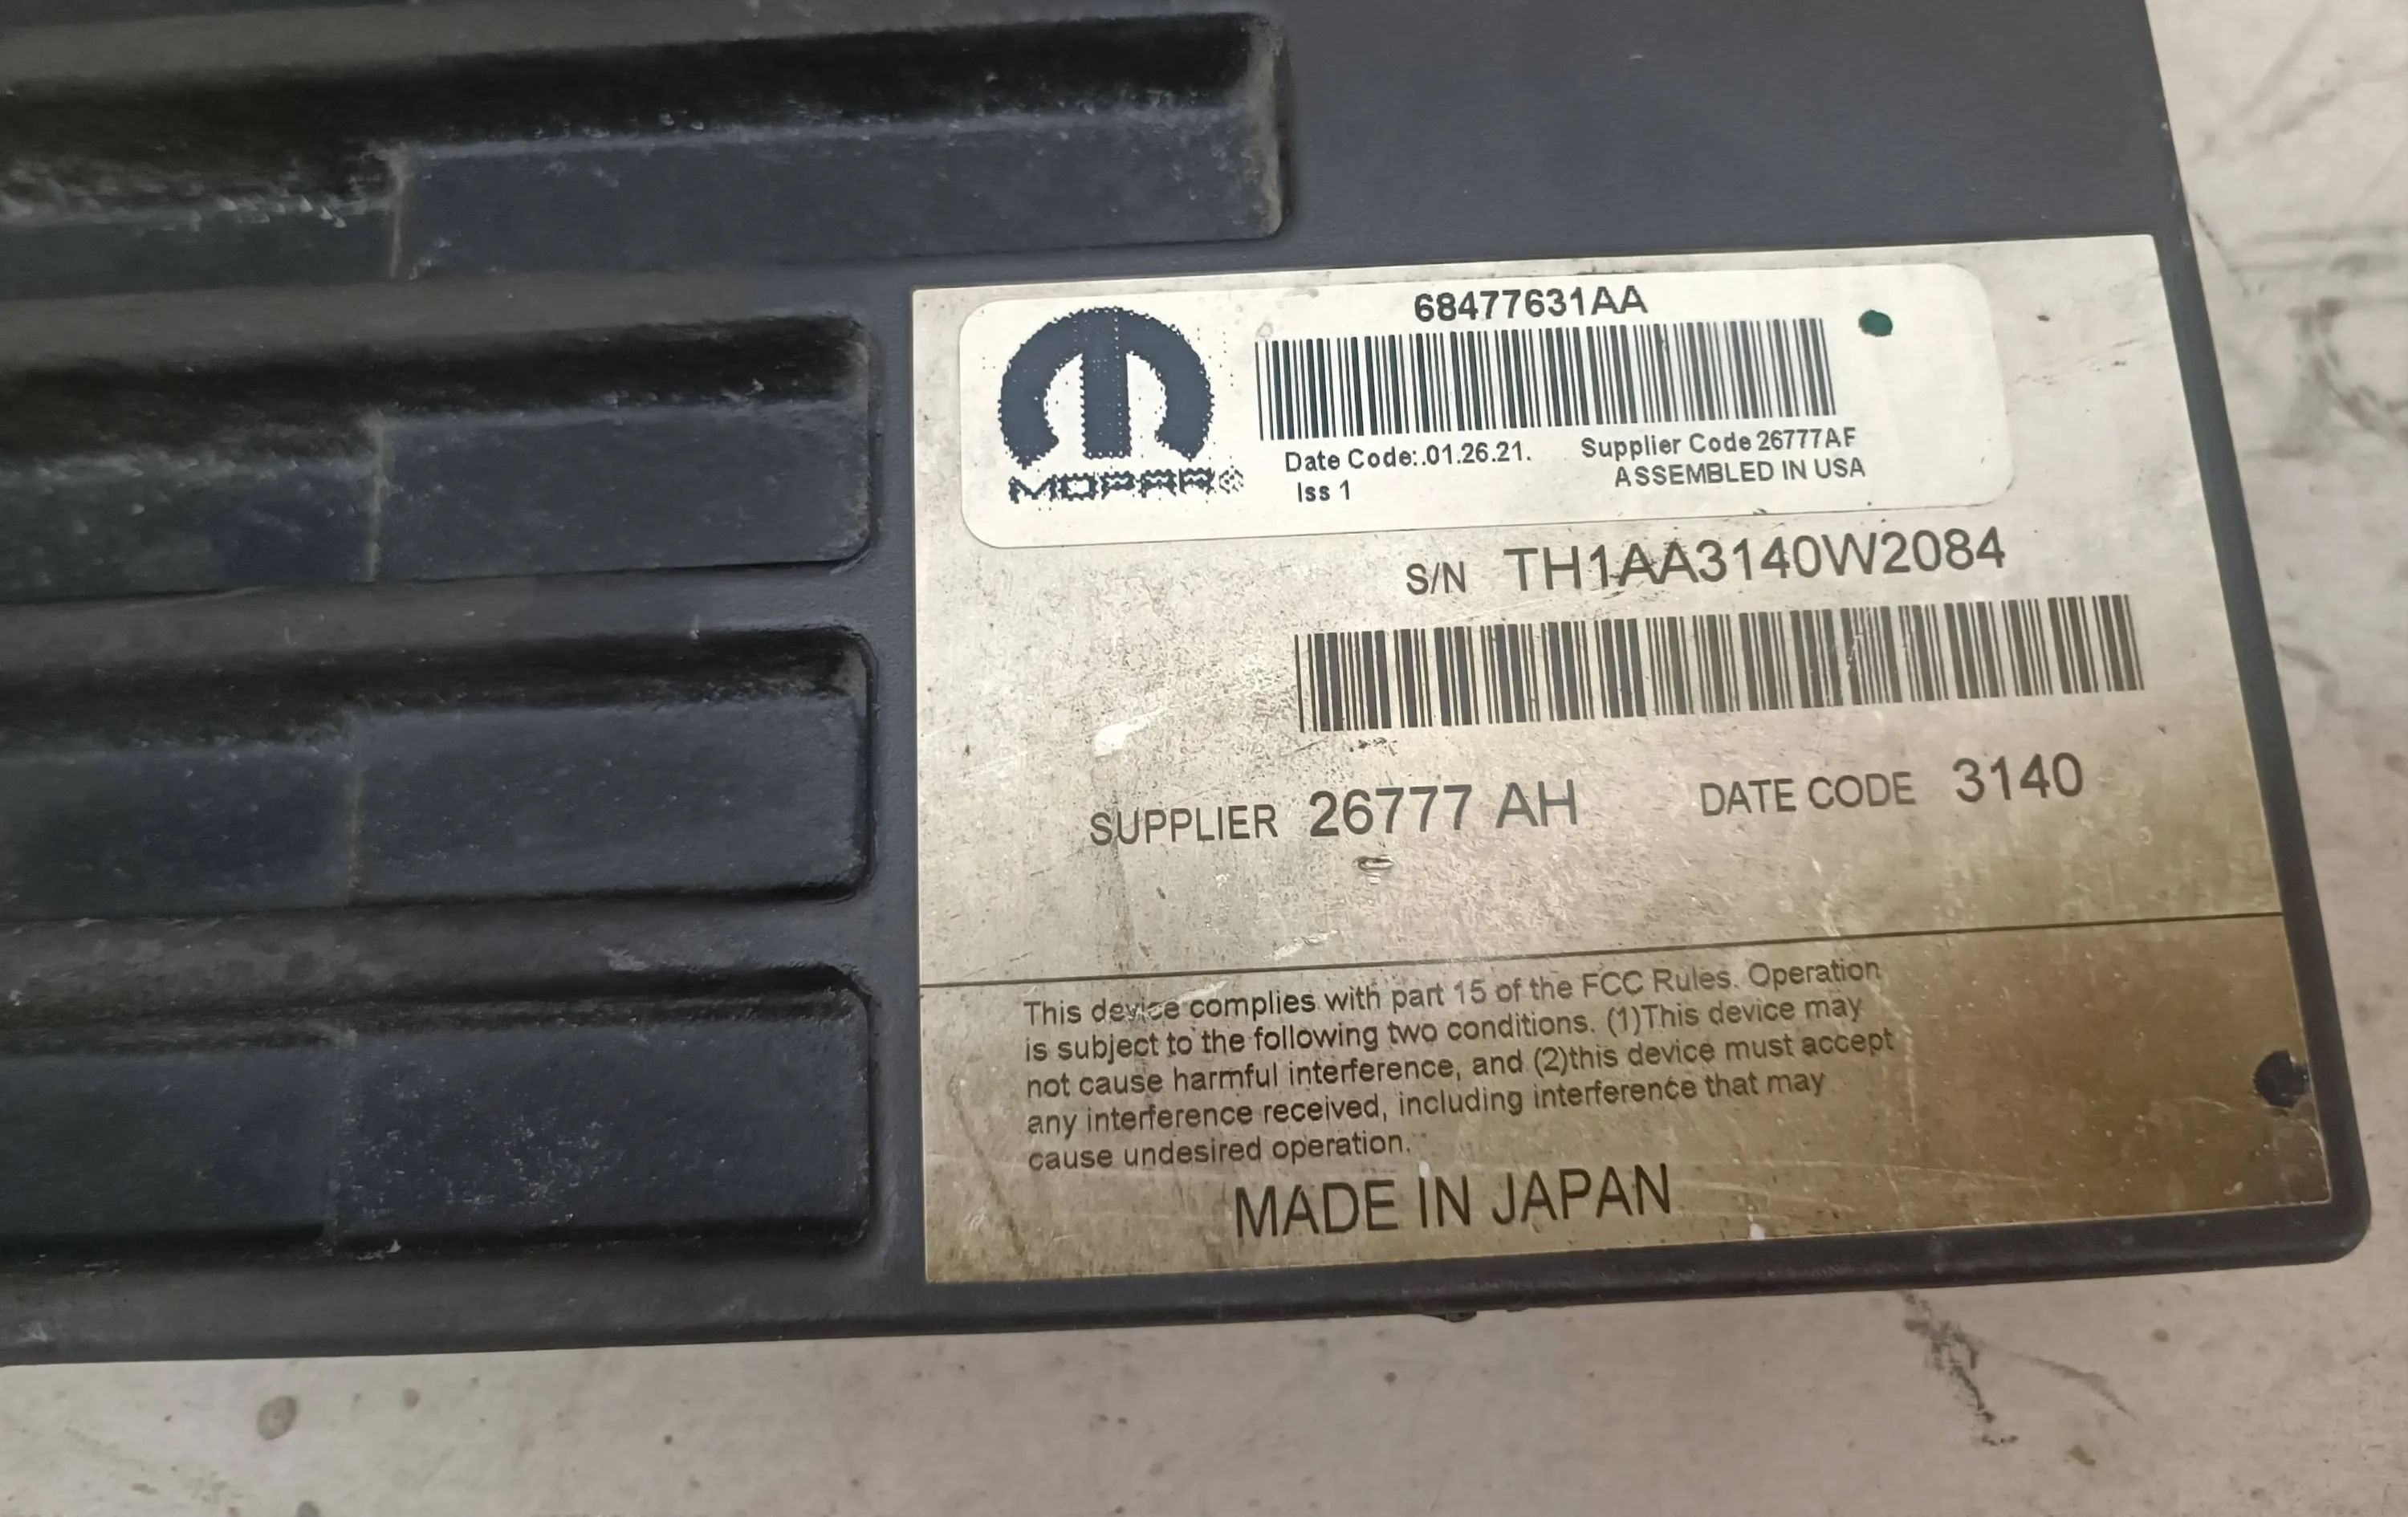 68477631AA
MOPAR®
Date Code:.01.26.21. Supplier Code 26777AF
Iss 1 ASSEMBLED IN USA
S/N TH1AA3140W2084
SUPPLIER 26777 AH DATE CODE 3140
This device complies with part 15 of the FCC Rules. Operation
is subject to the following two conditions. (1)This device may
not cause harmful interference, and (2)this device must accept
any interference received, including interference that may
cause undesired operation.
MADE IN JAPAN